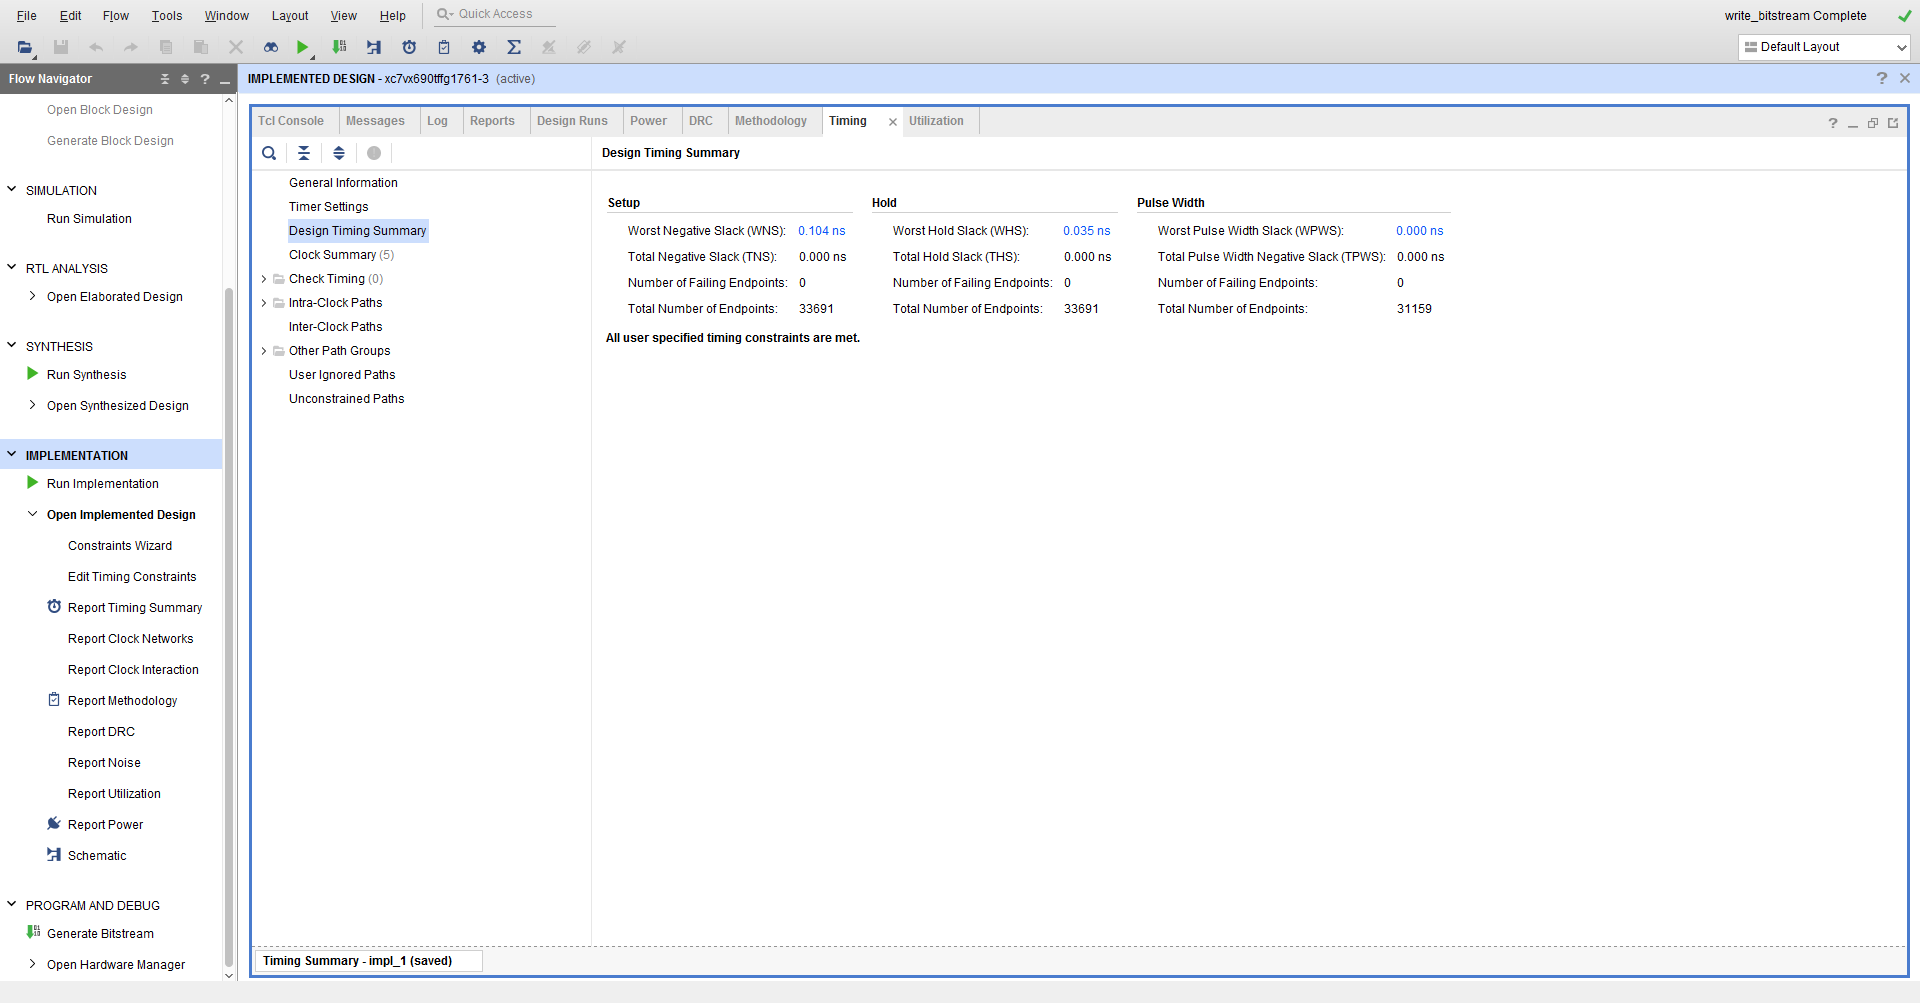 File Edit Flow Tools Window Layout View Help Quick Access write_bitstream Complete
Default Layout
Flow Navigator
IMPLEMENTED DESIGN - xc7vx690tffg1761-3 (active)
Open Block Design
Generate Block Design
SIMULATION
Run Simulation
RTL ANALYSIS
Open Elaborated Design
SYNTHESIS
Run Synthesis
Open Synthesized Design
IMPLEMENTATION
Run Implementation
Open Implemented Design
Constraints Wizard
Edit Timing Constraints
Report Timing Summary
Report Clock Networks
Report Clock Interaction
Report Methodology
Report DRC
Report Noise
Report Utilization
Report Power
Schematic
PROGRAM AND DEBUG
Generate Bitstream
Open Hardware Manager
Tcl Console Messages Log Reports Design Runs Power DRC Methodology Timing Utilization
General Information
Timer Settings
Design Timing Summary
Clock Summary (5)
Check Timing (0)
Intra-Clock Paths
Inter-Clock Paths
Other Path Groups
User Ignored Paths
Unconstrained Paths
Design Timing Summary
Setup Hold Pulse Width
Worst Negative Slack (WNS): 0.104 ns Worst Hold Slack (WHS): 0.035 ns Worst Pulse Width Slack (WPWS): 0.000 ns
Total Negative Slack (TNS): 0.000 ns Total Hold Slack (THS): 0.000 ns Total Pulse Width Negative Slack (TPWS): 0.000 ns
Number of Failing Endpoints: 0 Number of Failing Endpoints: 0 Number of Failing Endpoints: 0
Total Number of Endpoints: 33691 Total Number of Endpoints: 33691 Total Number of Endpoints: 31159
All user specified timing constraints are met.
Timing Summary - impl_1 (saved)